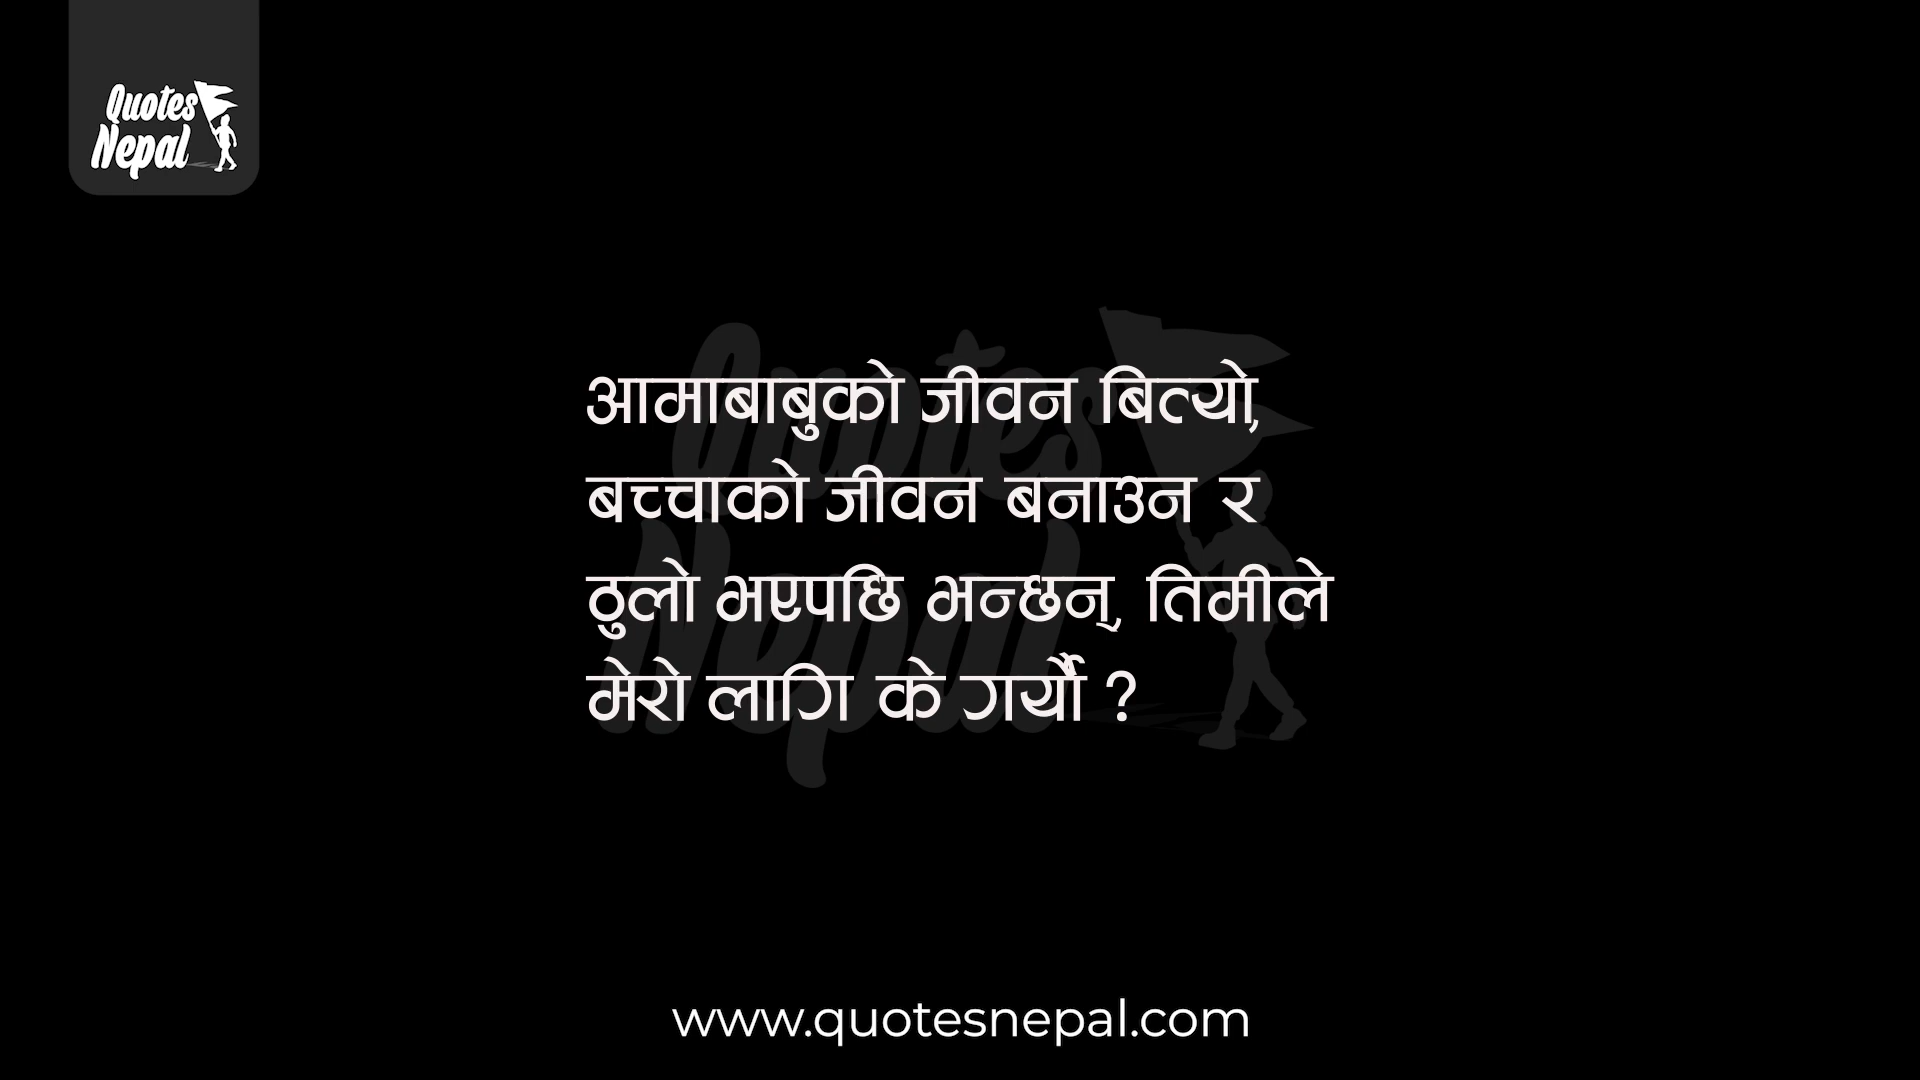 Quotes
Nepal
आमाबाबुको जीवन बित्यो,
बच्चाको जीवन बनाउन र
ठुलो भएपछि भन्छन्, तिमीले
मेरो लागि के गर्यौ ?
www.quotesnepal.com